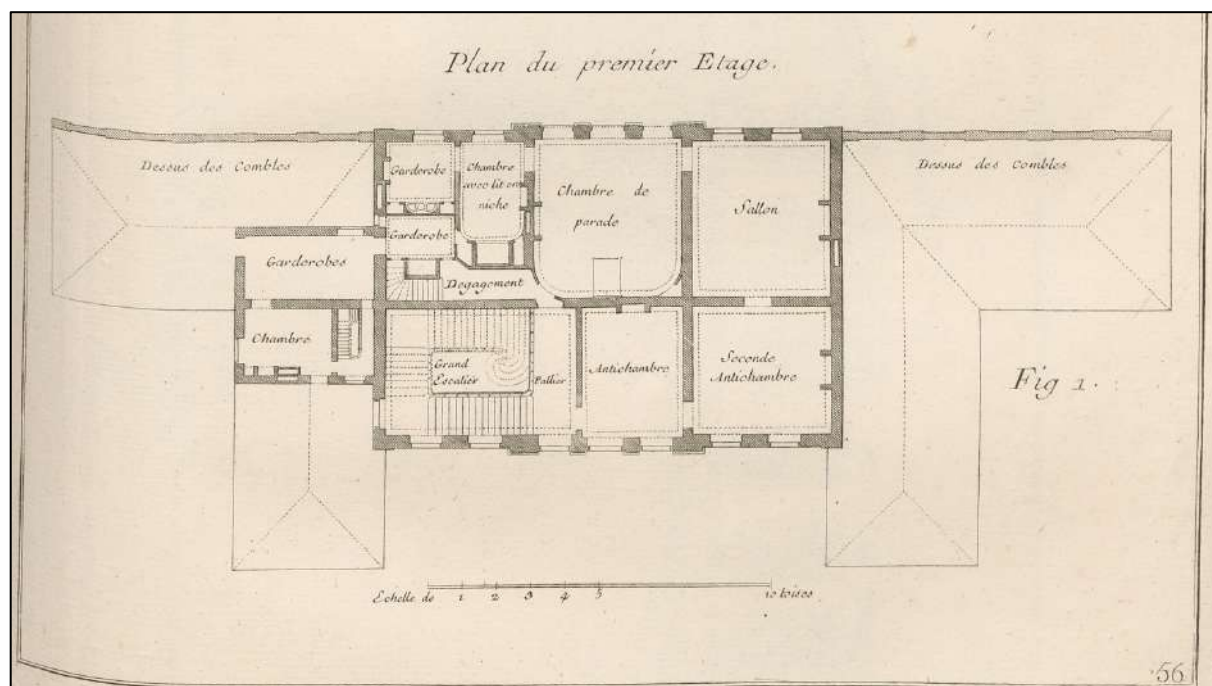 Plan du premier Etage.
Dessus des Combles
Garderobe
Chambre
avec lit en
niche
Chambre de
parade
Sallon
Dessus des Combles
Garderobe
Garderobes
Degagement
Chambre
Grand
Escalier
Pallier
Antichambre
Seconde
Antichambre
Fig 1.
Echelle de 1 2 3 4 5 10 toises
56